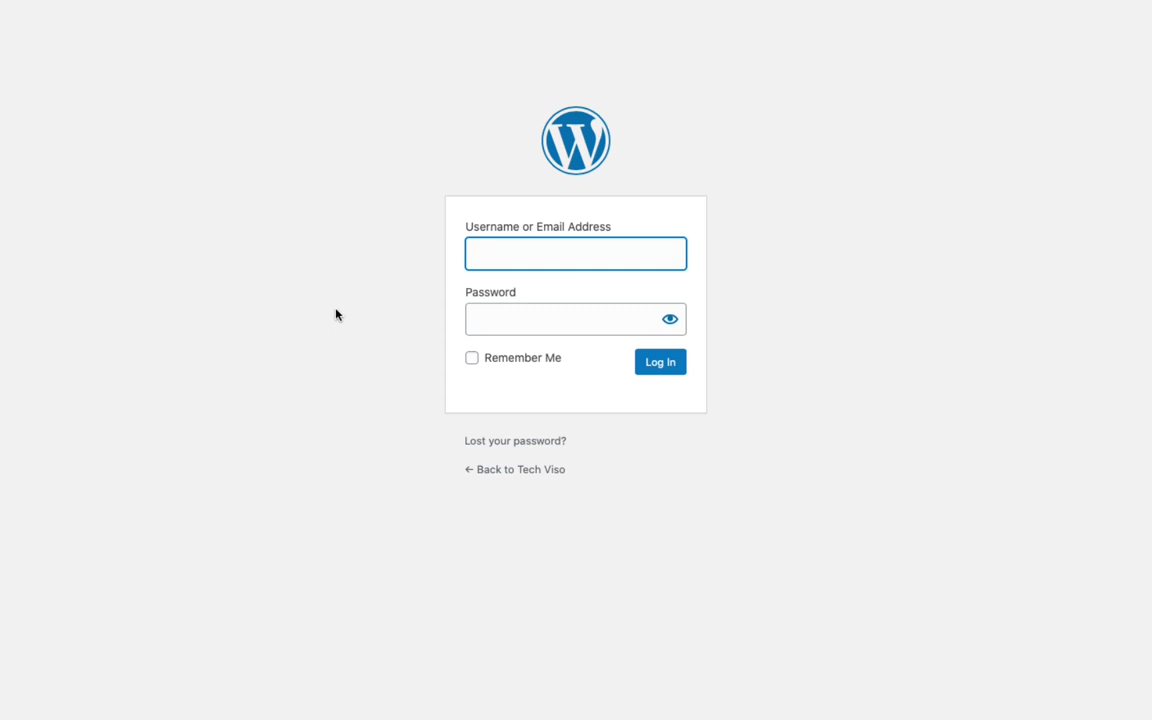 Username or Email Address
Password
Remember Me
Log In
Lost your password?
← Back to Tech Viso